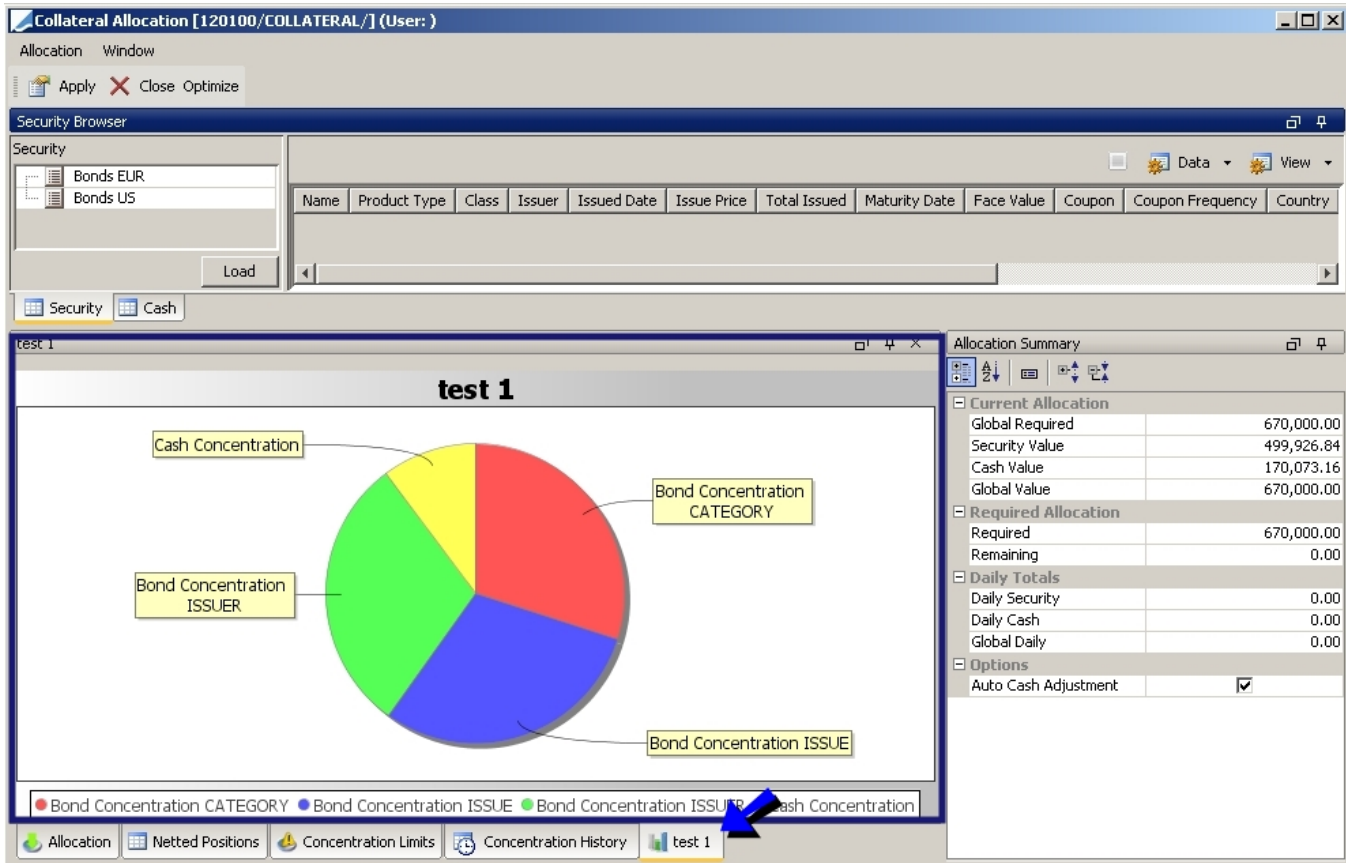 Collateral Allocation [120100/COLLATERAL/] (User: )
Allocation Window
Apply Close Optimize
Security Browser
Security
Bonds EUR
Bonds US
Load
Data View
Name Product Type Class Issuer Issued Date Issue Price Total Issued Maturity Date Face Value Coupon Coupon Frequency Country
Security Cash
test 1
test 1
Cash Concentration
Bond Concentration
CATEGORY
Bond Concentration
ISSUER
Bond Concentration ISSUE
Bond Concentration CATEGORY Bond Concentration ISSUE Bond Concentration ISSUER Cash Concentration
Allocation Netted Positions Concentration Limits Concentration History test 1
Allocation Summary
Current Allocation
Global Required 670,000.00
Security Value 499,926.84
Cash Value 170,073.16
Global Value 670,000.00
Required Allocation
Required 670,000.00
Remaining 0.00
Daily Totals
Daily Security 0.00
Daily Cash 0.00
Global Daily 0.00
Options
Auto Cash Adjustment